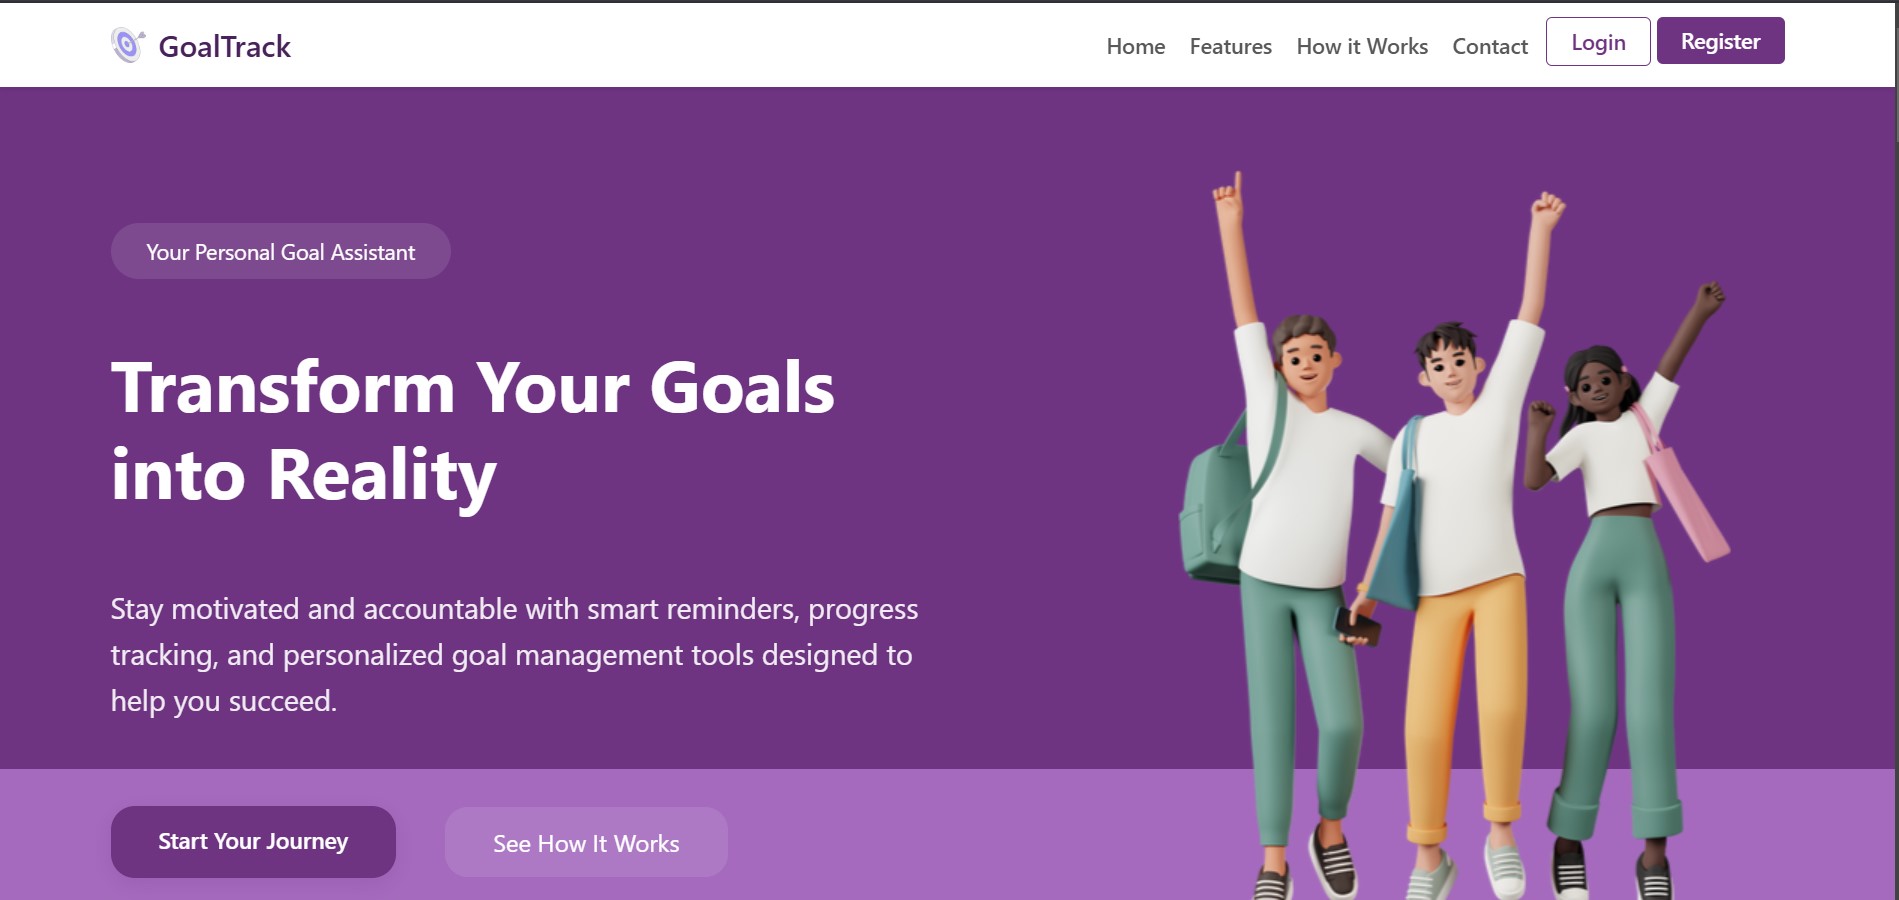 GoalTrack
Home Features How it Works Contact Login Register
Your Personal Goal Assistant
Transform Your Goals
into Reality
Stay motivated and accountable with smart reminders, progress
tracking, and personalized goal management tools designed to
help you succeed.
Start Your Journey See How It Works